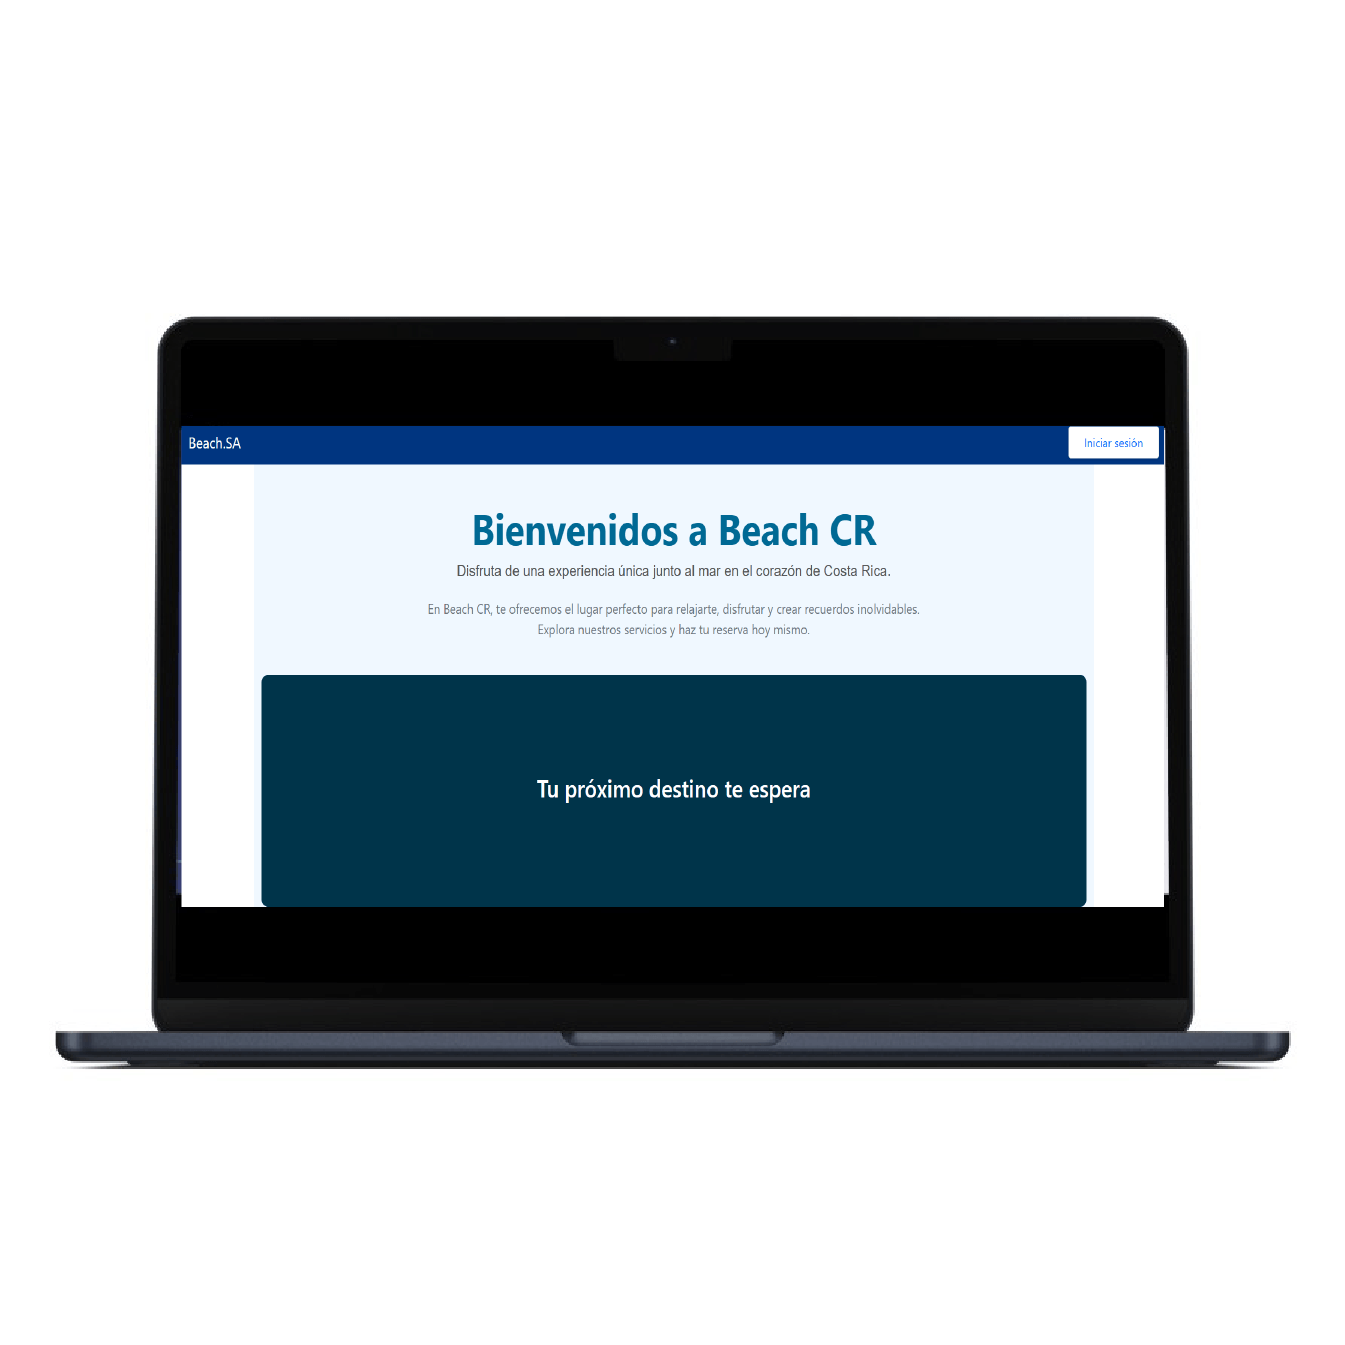 Beach.SA
Iniciar sesión
Bienvenidos a Beach CR
Disfruta de una experiencia única junto al mar en el corazón de Costa Rica.
En Beach CR, te ofrecemos el lugar perfecto para relajarte, disfrutar y crear recuerdos inolvidables.
Explora nuestros servicios y haz tu reserva hoy mismo.
Tu próximo destino te espera